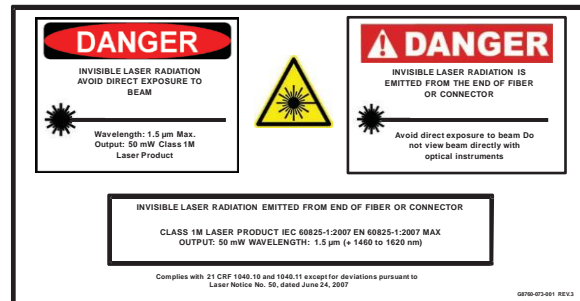 DANGER
INVISIBLE LASER RADIATION
AVOID DIRECT EXPOSURE TO
BEAM
Wavelength: 1.5 µm Max.
Output: 50 mW Class 1M
Laser Product
DANGER
INVISIBLE LASER RADIATION IS
EMITTED FROM THE END OF FIBER
OR CONNECTOR
Avoid direct exposure to beam Do
not view beam directly with
optical instruments
INVISIBLE LASER RADIATION EMITTED FROM END OF FIBER OR CONNECTOR
CLASS 1M LASER PRODUCT IEC 60825-1:2007 EN 60825-1:2007 MAX
OUTPUT: 50 mW WAVELENGTH: 1.5 µm (+ 1460 to 1620 nm)
Complies with 21 CRF 1040.10 and 1040.11 except for deviations pursuant to
Laser Notice No. 50, dated June 24, 2007
G8760-073-001 REV.3